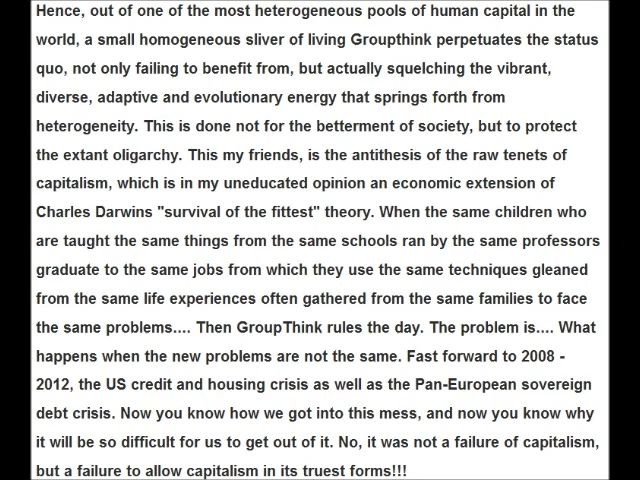 Hence, out of one of the most heterogeneous pools of human capital in the
world, a small homogeneous sliver of living Groupthink perpetuates the status
quo, not only failing to benefit from, but actually squelching the vibrant,
diverse, adaptive and evolutionary energy that springs forth from
heterogeneity. This is done not for the betterment of society, but to protect
the extant oligarchy. This my friends, is the antithesis of the raw tenets of
capitalism, which is in my uneducated opinion an economic extension of
Charles Darwins "survival of the fittest" theory. When the same children who
are taught the same things from the same schools ran by the same professors
graduate to the same jobs from which they use the same techniques gleaned
from the same life experiences often gathered from the same families to face
the same problems.... Then GroupThink rules the day. The problem is.... What
happens when the new problems are not the same. Fast forward to 2008 -
2012, the US credit and housing crisis as well as the Pan-European sovereign
debt crisis. Now you know how we got into this mess, and now you know why
it will be so difficult for us to get out of it. No, it was not a failure of capitalism,
but a failure to allow capitalism in its truest forms!!!